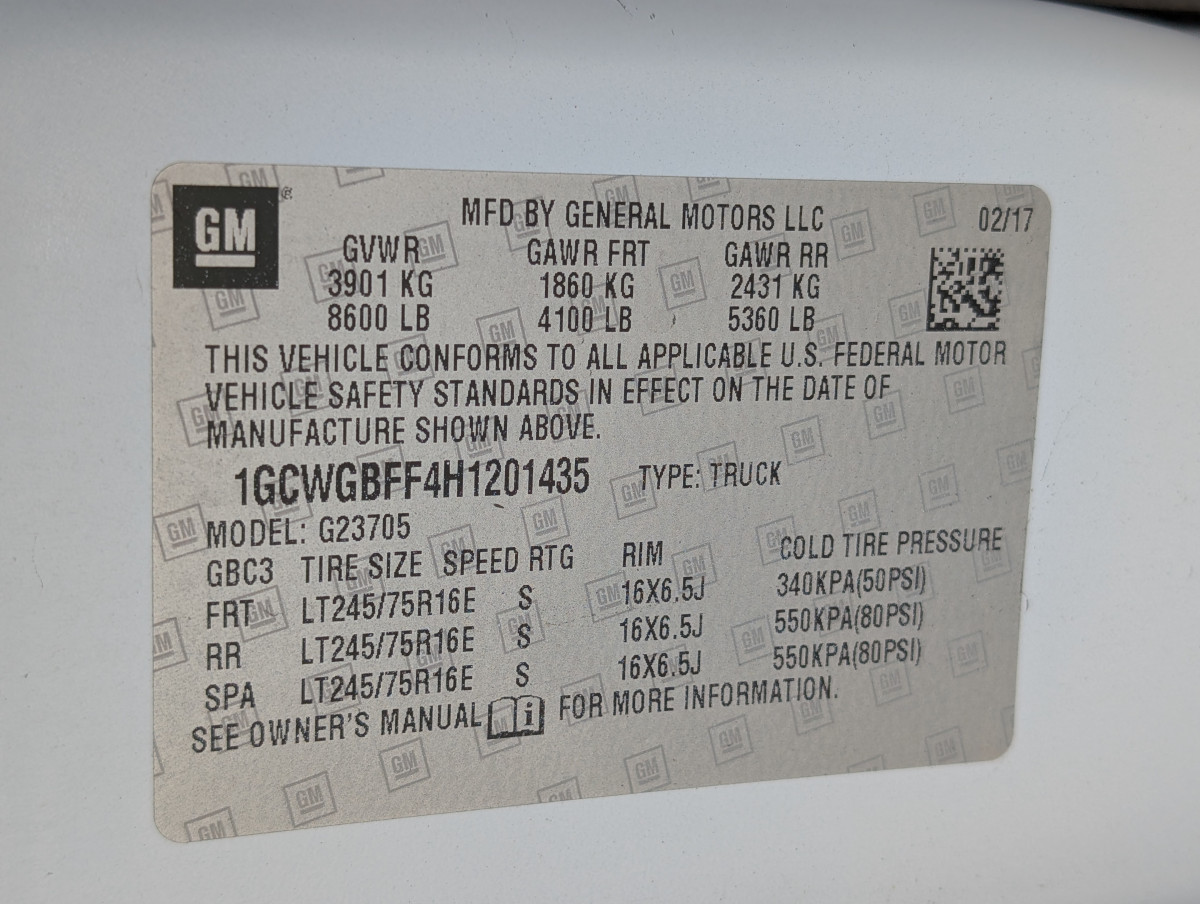 GM ®
MFD BY GENERAL MOTORS LLC 02/17
GVWR GAWR FRT GAWR RR
3901 KG 1860 KG 2431 KG
8600 LB 4100 LB 5360 LB
THIS VEHICLE CONFORMS TO ALL APPLICABLE U.S. FEDERAL MOTOR
VEHICLE SAFETY STANDARDS IN EFFECT ON THE DATE OF
MANUFACTURE SHOWN ABOVE.
1GCWGBFF4H1201435 TYPE: TRUCK
MODEL: G23705
GBC3 TIRE SIZE SPEED RTG RIM COLD TIRE PRESSURE
FRT LT245/75R16E S 16X6.5J 340KPA(50PSI)
RR LT245/75R16E S 16X6.5J 550KPA(80PSI)
SPA LT245/75R16E S 16X6.5J 550KPA(80PSI)
SEE OWNER'S MANUAL i FOR MORE INFORMATION.